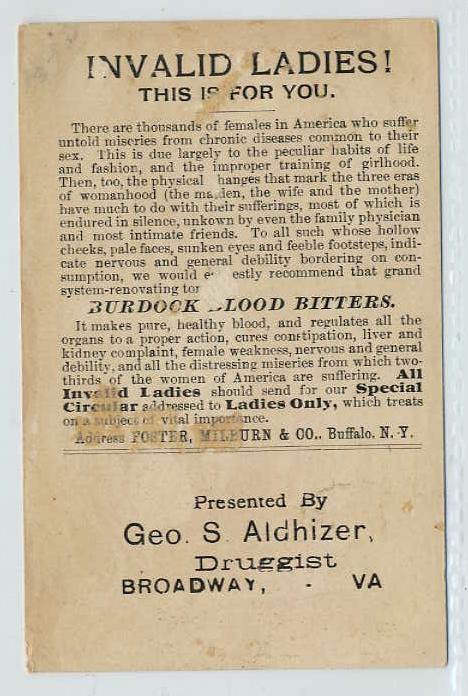 INVALID LADIES!
THIS IS FOR YOU.
There are thousands of females in America who suffer
untold miseries from chronic diseases common to their
sex. This is due largely to the peculiar habits of life
and fashion, and the improper training of girlhood.
Then, too, the physical hanges that mark the three eras
of womanhood (the maiden, the wife and the mother)
have much to do with their sufferings, most of which is
endured in silence, unkown by even the family physician
and most intimate friends. To all such whose hollow
cheeks, pale faces, sunken eyes and feeble footsteps, indi-
cate nervous and general debility bordering on con-
sumption, we would e estly recommend that grand
system-renovating ton
BURDOCK BLOOD BITTERS.
It makes pure, healthy blood, and regulates all the
organs to a proper action, cures constipation, liver and
kidney complaint, female weakness, nervous and general
debility, and all the distressing miseries from which two-
thirds of the women of America are suffering. All
Invalid Ladies should send for our Special
Circular addressed to Ladies Only, which treats
on a subject of vital importance.
Address FOSTER, MILBURN & CO., Buffalo, N. Y.
Presented By
Geo. S. Aldhizer,
Druggist
BROADWAY, - VA